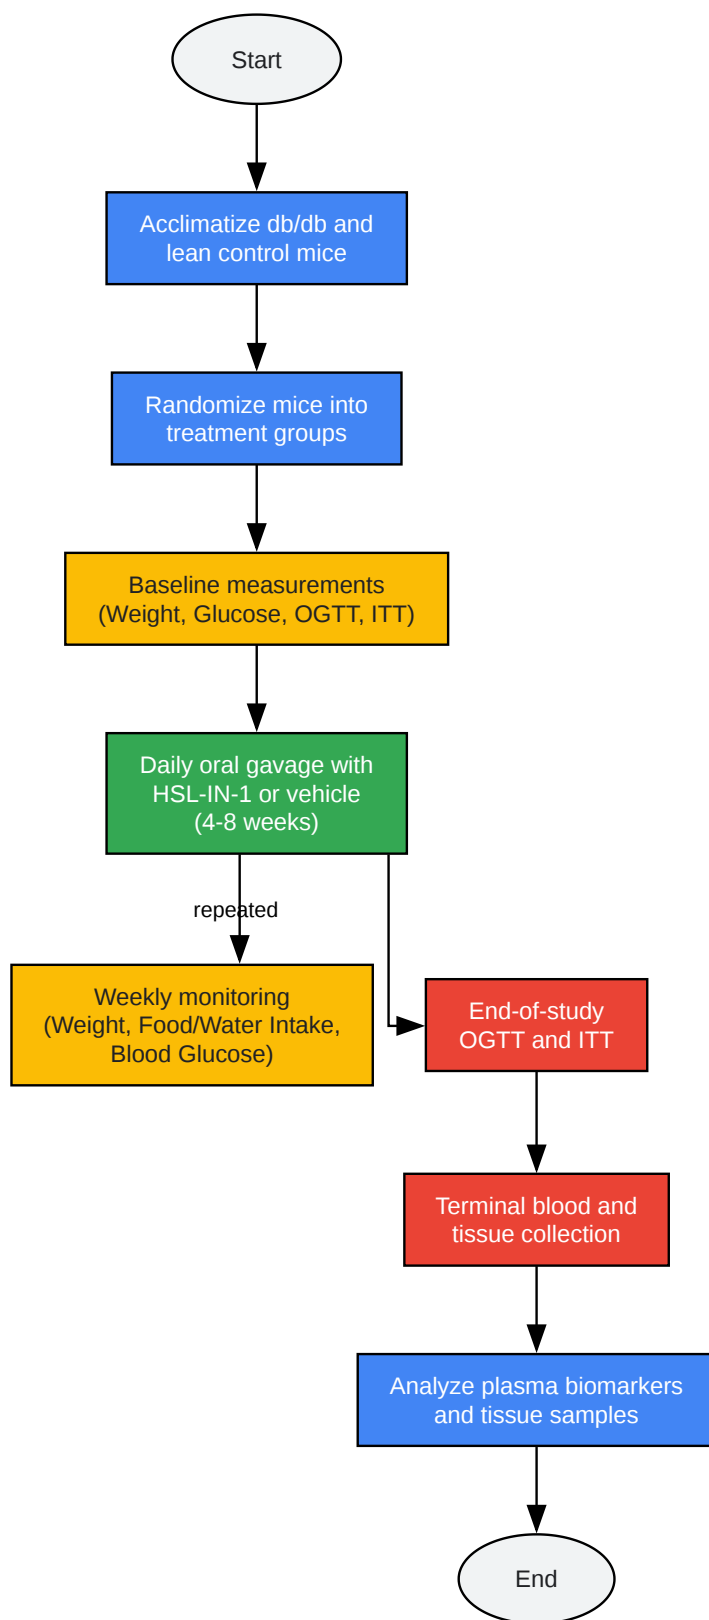 Start
Acclimatize db/db and
lean control mice
Randomize mice into
treatment groups
Baseline measurements
(Weight, Glucose, OGTT, ITT)
Daily oral gavage with
HSL-IN-1 or vehicle
(4-8 weeks)
repeated
Weekly monitoring
(Weight, Food/Water Intake,
Blood Glucose)
End-of-study
OGTT and ITT
Terminal blood and
tissue collection
Analyze plasma biomarkers
and tissue samples
End